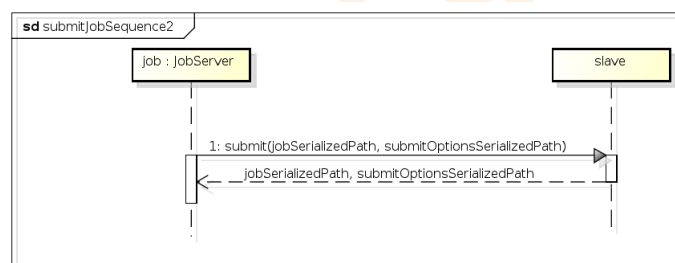 sd submitJobSequence2
job : JobServer
slave
1: submit(jobSerializedPath, submitOptionsSerializedPath)
jobSerializedPath, submitOptionsSerializedPath